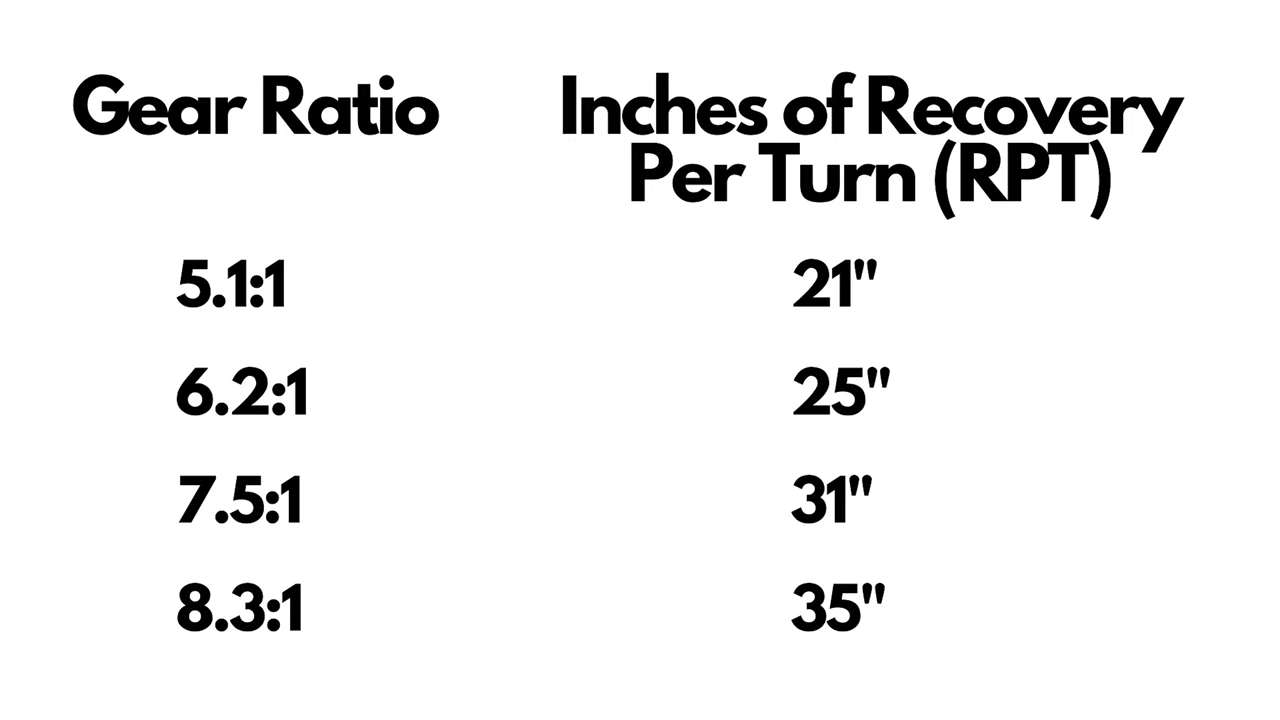 Gear Ratio
Inches of Recovery
Per Turn (RPT)
5.1:1 21"
6.2:1 25"
7.5:1 31"
8.3:1 35"